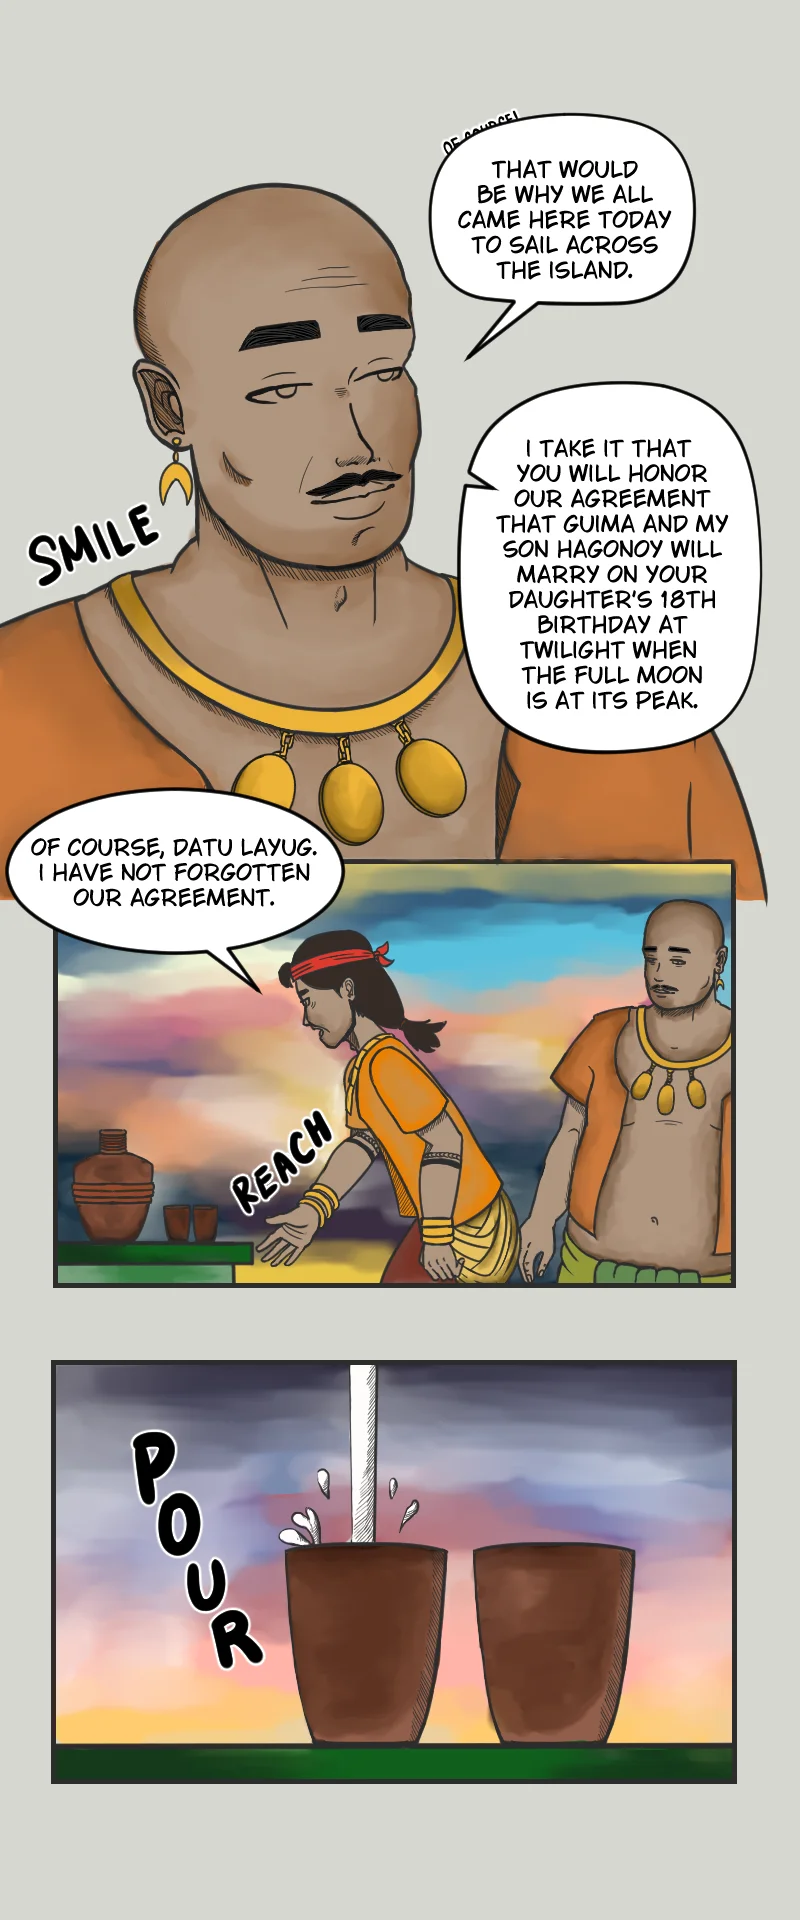 OF COURSE!
THAT WOULD
BE WHY WE ALL
CAME HERE TODAY
TO SAIL ACROSS
THE ISLAND.
I TAKE IT THAT
YOU WILL HONOR
OUR AGREEMENT
THAT GUIMA AND MY
SON HAGONOY WILL
MARRY ON YOUR
DAUGHTER'S 18TH
BIRTHDAY AT
TWILIGHT WHEN
THE FULL MOON
IS AT ITS PEAK.
SMILE
OF COURSE, DATU LAYUG.
I HAVE NOT FORGOTTEN
OUR AGREEMENT.
REACH
POUR